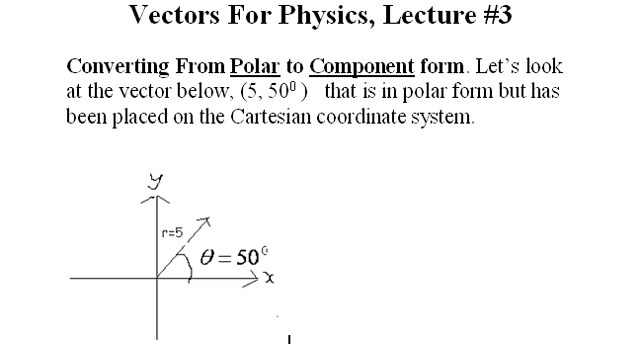 Vectors For Physics, Lecture #3
Converting From Polar to Component form. Let's look
at the vector below, (5, 50⁰ ) that is in polar form but has
been placed on the Cartesian coordinate system.
y
r=5
θ = 50⁰
x